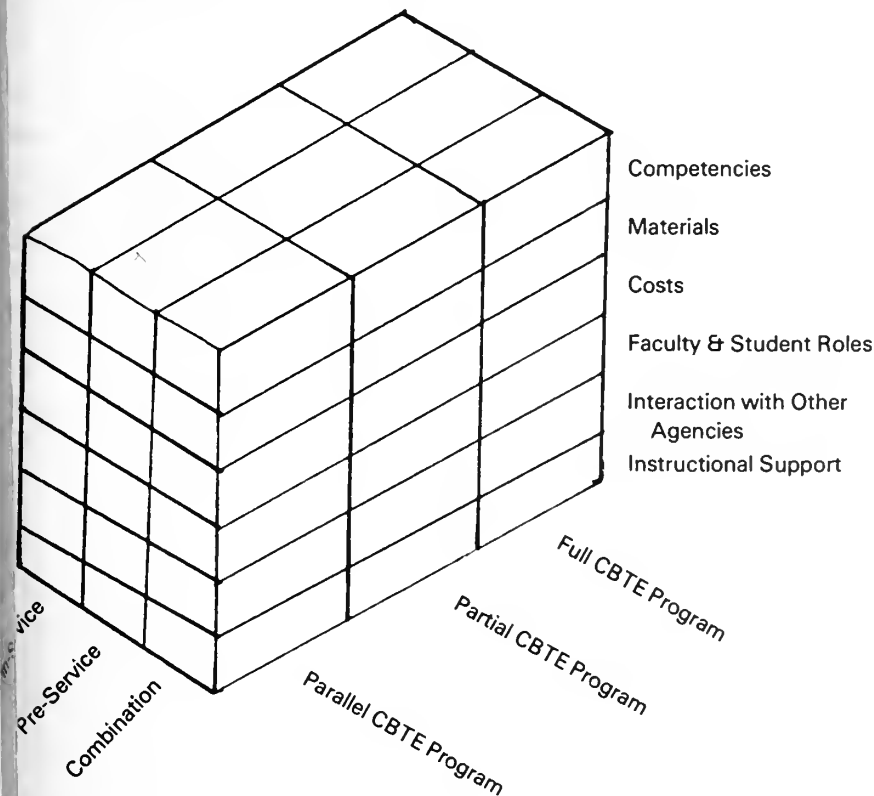 Competencies
Materials
Costs
Faculty & Student Roles
Interaction with Other
Agencies
Instructional Support
Full CBTE Program
Partial CBTE Program
Parallel CBTE Program
Pre-Service
Combination